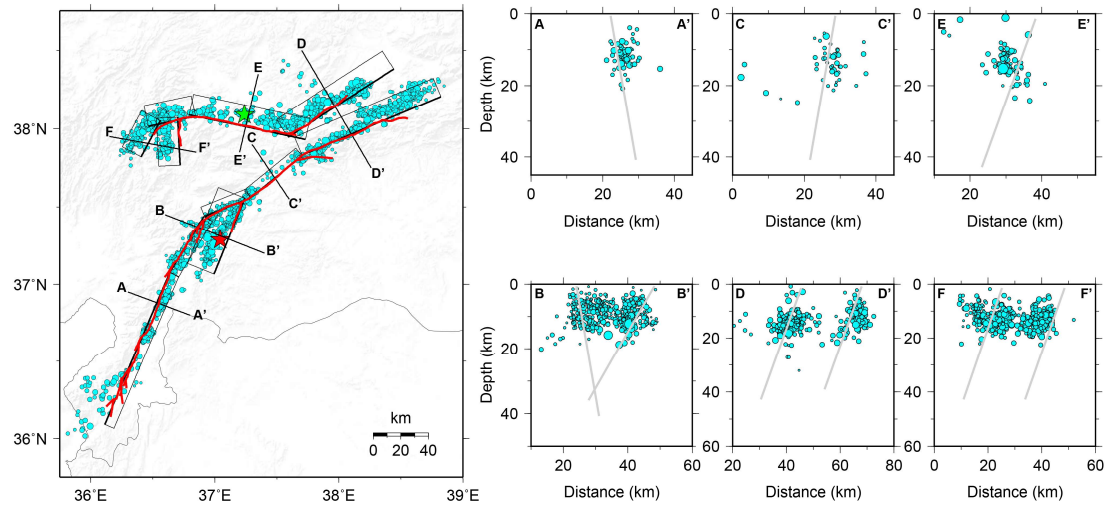 D
E
38˚N
F
F'
E'
C
D'
C'
B
B'
37˚N
A
A'
km
0 20 40
36˚N
36˚E 37˚E 38˚E 39˚E
A A'
C C'
E E'
0
20
40
Depth (km)
0 20 40
Distance (km)
0
20
40
0 20 40
Distance (km)
0
20
40
0 20 40
Distance (km)
B B'
D D'
F F'
0
20
40
Depth (km)
20 40 60
Distance (km)
0
20
40
60
20 40 60 80
Distance (km)
0
20
40
60
0 20 40 60
Distance (km)